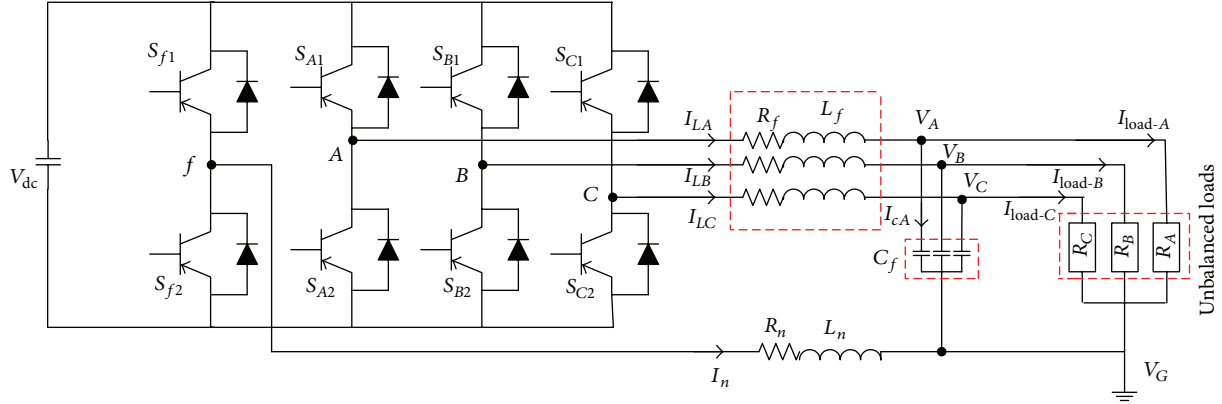 V_dc
S_f1
S_A1
S_B1
S_C1
f
A
B
C
S_f2
S_A2
S_B2
S_C2
I_LA
I_LB
I_LC
R_f
L_f
V_A
V_B
V_C
I_load-A
I_load-B
I_load-C
I_cA
C_f
R_C
R_B
R_A
Unbalanced loads
R_n
L_n
I_n
V_G